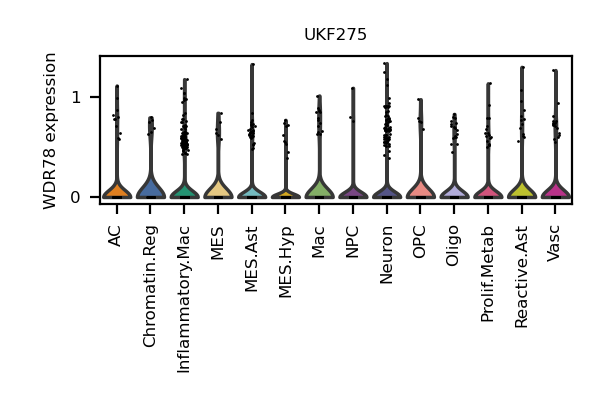 UKF275
WDR78 expression
1
0
AC
Chromatin.Reg
Inflammatory.Mac
MES
MES.Ast
MES.Hyp
Mac
NPC
Neuron
OPC
Oligo
Prolif.Metab
Reactive.Ast
Vasc